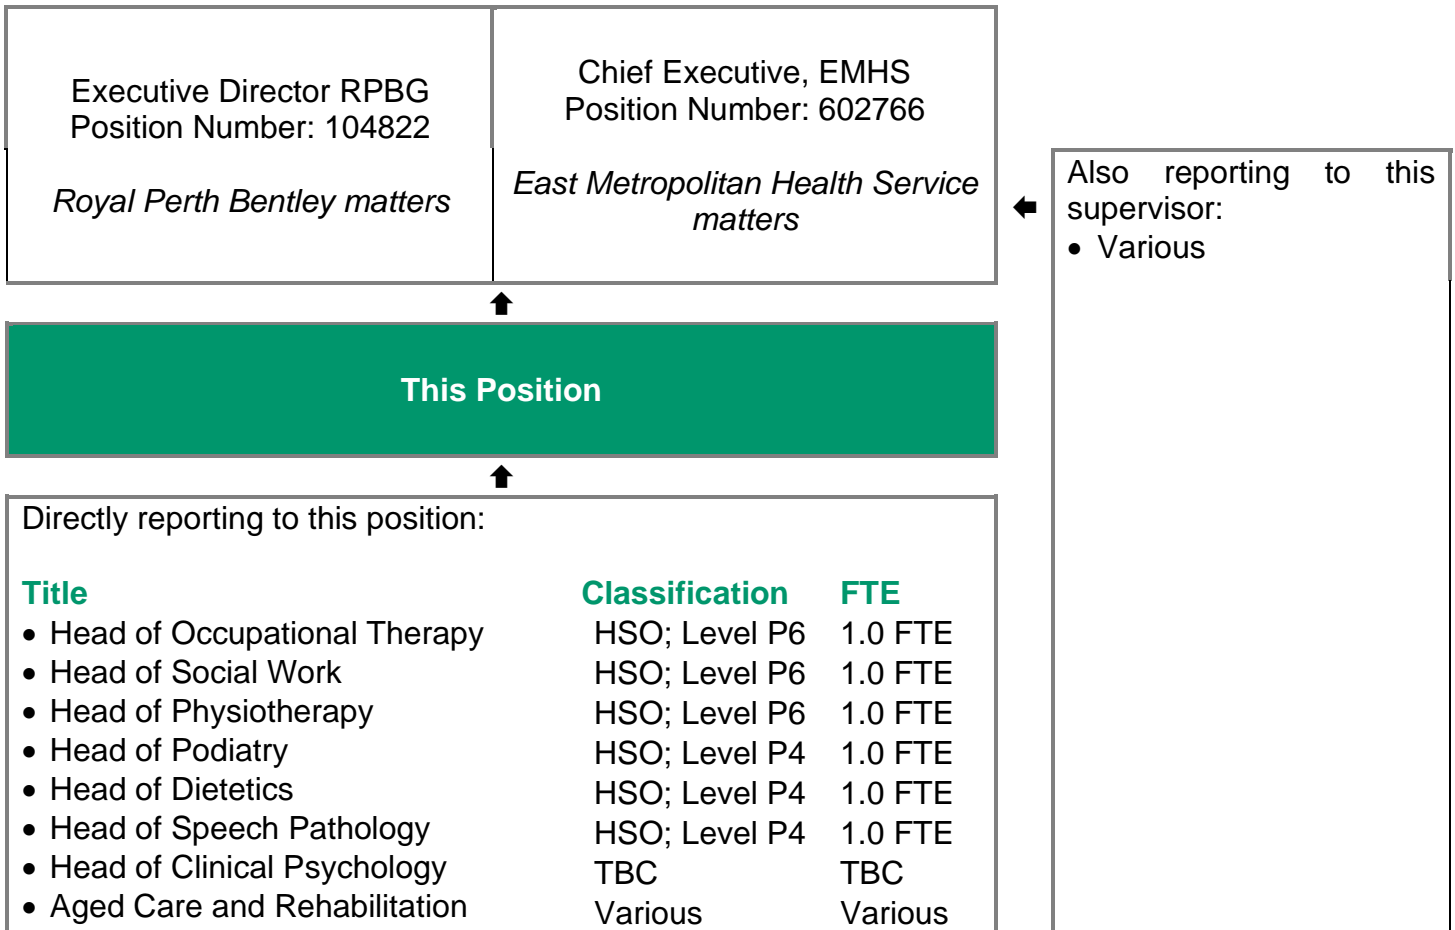 Executive Director RPBG
Position Number: 104822
Royal Perth Bentley matters
Chief Executive, EMHS
Position Number: 602766
East Metropolitan Health Service
matters
Also reporting to this
supervisor:
• Various
This Position
Directly reporting to this position:
Title Classification FTE
• Head of Occupational Therapy HSO; Level P6 1.0 FTE
• Head of Social Work HSO; Level P6 1.0 FTE
• Head of Physiotherapy HSO; Level P6 1.0 FTE
• Head of Podiatry HSO; Level P4 1.0 FTE
• Head of Dietetics HSO; Level P4 1.0 FTE
• Head of Speech Pathology HSO; Level P4 1.0 FTE
• Head of Clinical Psychology TBC TBC
• Aged Care and Rehabilitation Various Various